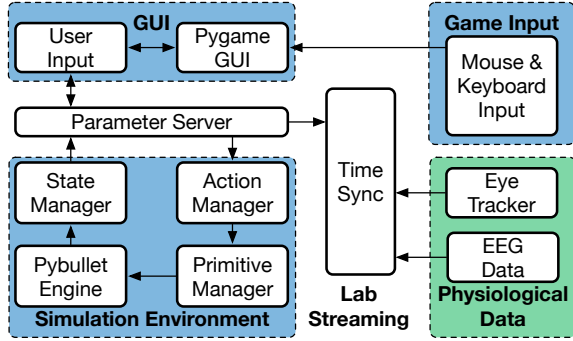 GUI
User
Input
Pygame
GUI
Game Input
Mouse &
Keyboard
Input
Parameter Server
State
Manager
Action
Manager
Pybullet
Engine
Primitive
Manager
Simulation Environment
Time
Sync
Lab
Streaming
Eye
Tracker
EEG
Data
Physiological
Data